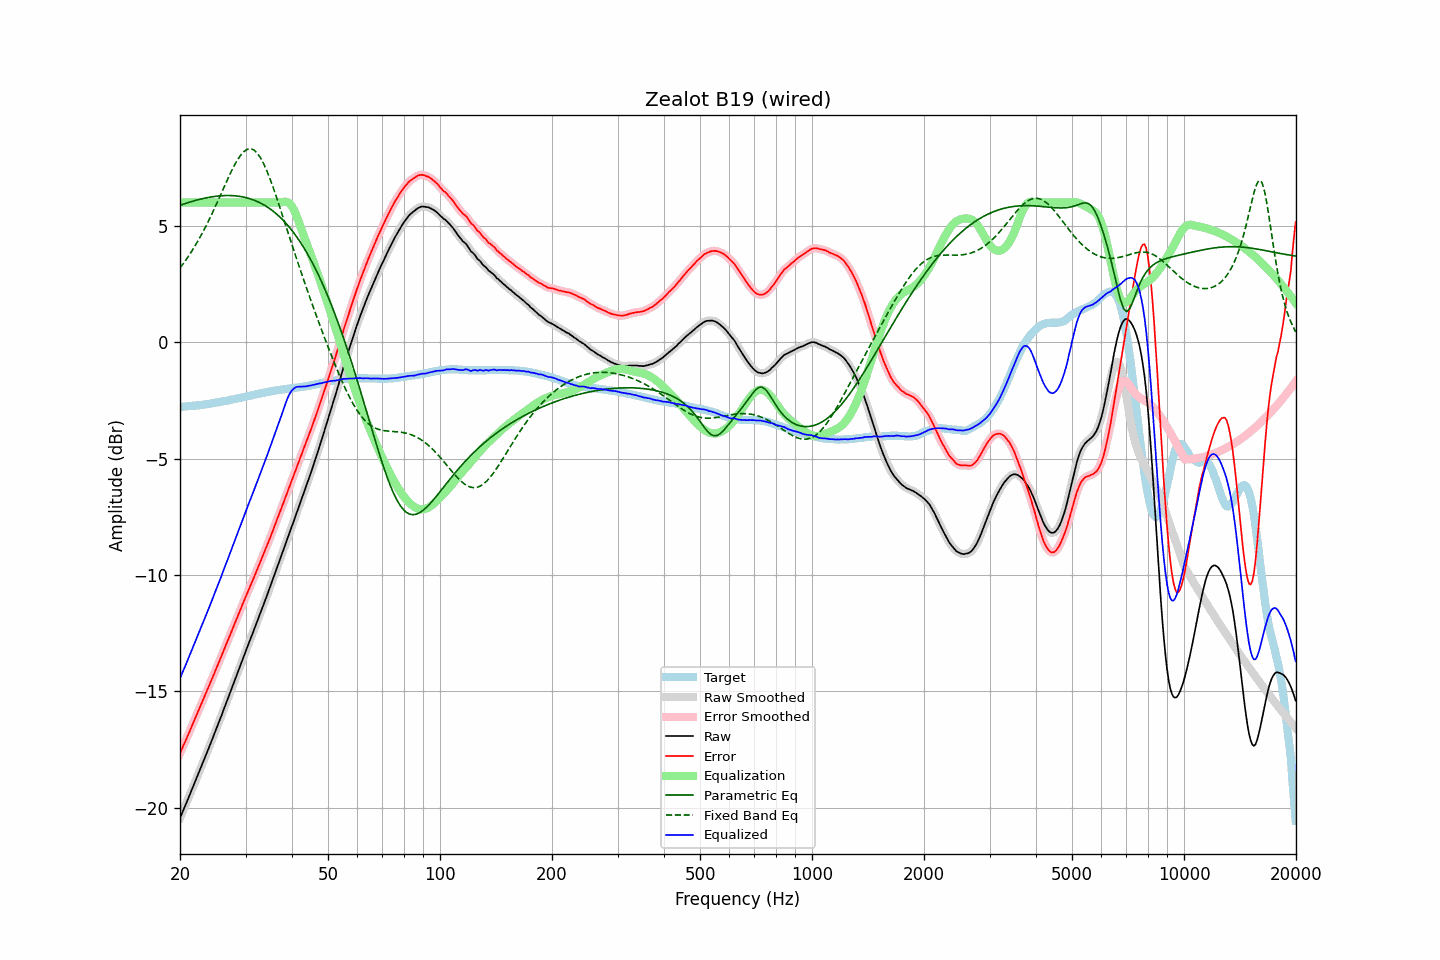 Zealot B19 (wired)
Amplitude (dBr)
5
0
−5
−10
−15
−20
Target
Raw Smoothed
Error Smoothed
Raw
Error
Equalization
Parametric Eq
Fixed Band Eq
Equalized
20
50
100
200
500
1000
2000
5000
10000
20000
Frequency (Hz)